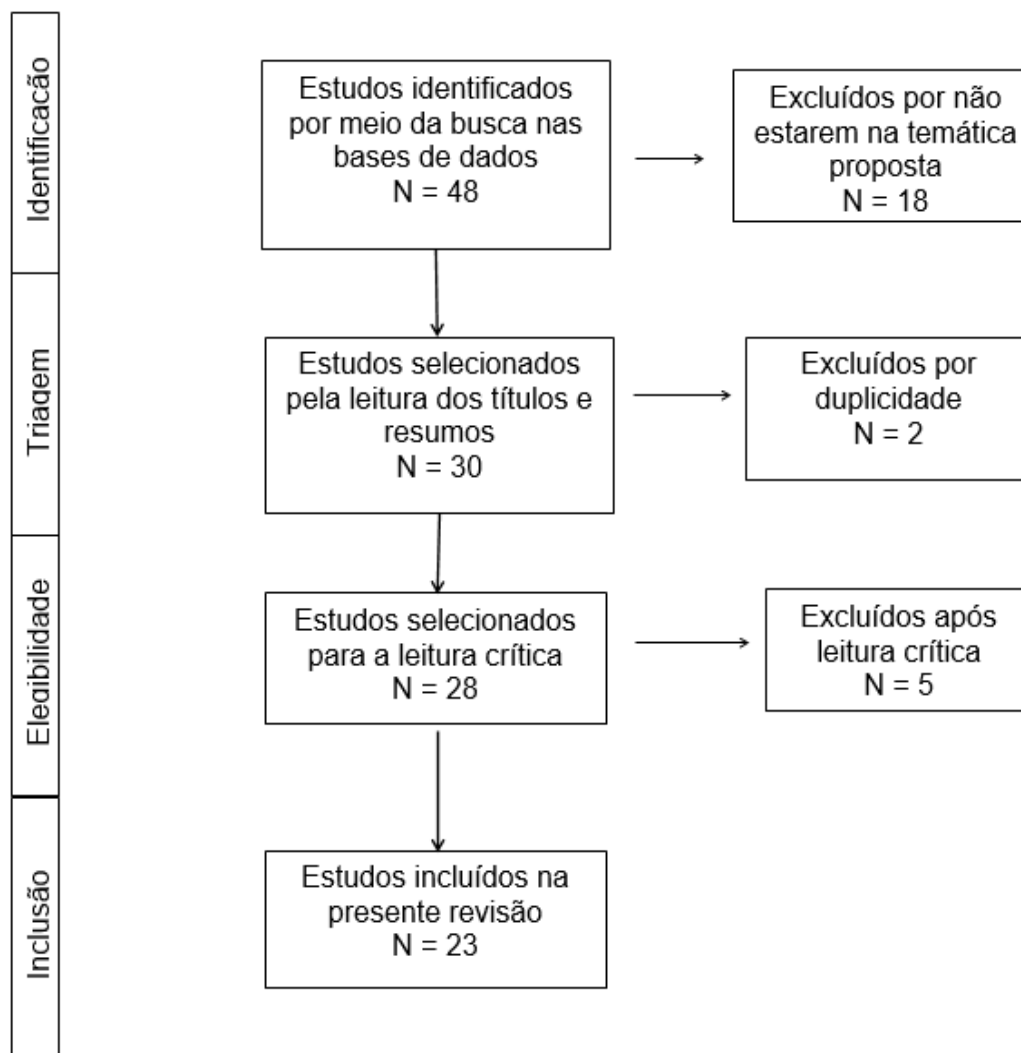 Identificação
Estudos identificados
por meio da busca nas
bases de dados
N = 48
Excluídos por não
estarem na temática
proposta
N = 18
Triagem
Estudos selecionados
pela leitura dos títulos e
resumos
N = 30
Excluídos por
duplicidade
N = 2
Elegibilidade
Estudos selecionados
para a leitura crítica
N = 28
Excluídos após
leitura crítica
N = 5
Inclusão
Estudos incluídos na
presente revisão
N = 23